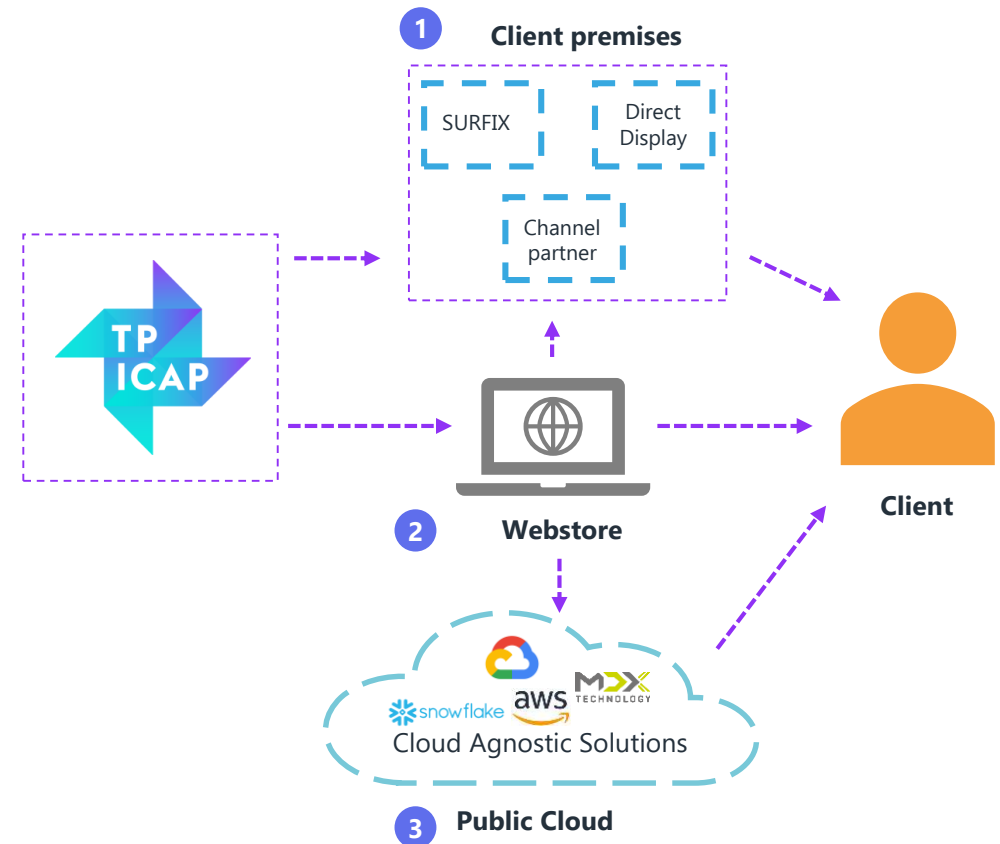 1
Client premises
SURFIX
Direct
Display
Channel
partner
TP
ICAP
Client
2
Webstore
MDX
TECHNOLOGY
snowflake
aws
Cloud Agnostic Solutions
3
Public Cloud